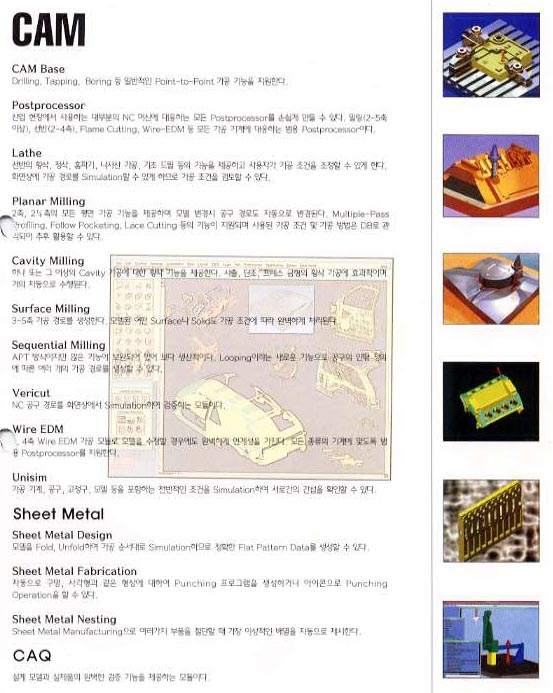 CAM
CAM Base
Drilling, Tapping, Boring 등 일반적인 Point-to-Point 가공 기능을 지원한다.
Postprocessor
산업 현장에서 사용하는 대부분의 NC 머신에 대응하는 모든 Postprocessor를 손쉽게 만들 수 있다. 밀링(2-5축
이상), 선반(2-4축), Flame Cutting, Wire-EDM 등 모든 가공 기계에 대응하는 범용 Postprocessor이다.
Lathe
선반의 황삭, 정삭, 홈파기, 나사산 가공, 기초 드릴 등의 기능을 제공하고 사용자가 가공 조건을 조정할 수 있게 한다.
화면상에 가공 경로를 Simulation할 수 있게 하므로 가공 조건을 검토할 수 있다.
Planar Milling
2축, 2½축의 모든 평면 가공 기능을 제공하며 모델 변경시 공구 경로도 자동으로 변경된다. Multiple-Pass
Profiling, Follow Pocketing, Lace Cutting 등의 기능이 지원되며 사용된 가공 조건 및 가공 방법은 DB로 관
리되어 추후 활용할 수 있다.
Cavity Milling
하나 또는 그 이상의 Cavity 가공에 대한 황삭 기능을 제공한다. 사출, 단조, 프레스 금형의 황삭 가공에 효과적이며
거의 자동으로 수행된다.
Surface Milling
3-5축 가공 경로를 생성한다. 모델된 어떤 Surface나 Solid도 가공 조건에 따라 완벽하게 처리된다.
Sequential Milling
APT 방식이지만 많은 기능이 보완되어 있어 보다 생산적이다. Looping이라는 새로운 기능으로 공구의 인팜 정의
에 따른 여러 개의 가공 경로를 생성할 수 있다.
Vericut
NC 공구 경로를 화면상에서 Simulation하여 검증하는 모듈이다.
Wire EDM
4축 Wire EDM 가공 모듈로 모델을 수정할 경우에도 완벽하게 연계성을 가진다. 모든 종류의 기계에 맞도록 범
용 Postprocessor를 지원한다.
Unisim
가공 기계, 공구, 고정구, 모델 등을 포함하는 전반적인 조건을 Simulation하여 서로간의 간섭을 확인할 수 있다.
Sheet Metal
Sheet Metal Design
모델을 Fold, Unfold하여 가공 순서대로 Simulation하므로 정확한 Flat Pattern Data를 생성할 수 있다.
Sheet Metal Fabrication
자동으로 구멍, 사각형과 같은 형상에 대하여 Punching 프로그램을 생성하거나 아이콘으로 Punching
Operation을 할 수 있다.
Sheet Metal Nesting
Sheet Metal Manufacturing으로 여러가지 부품을 절단할 때 가장 이상적인 배열을 자동으로 제시한다.
CAQ
설계 모델과 실제품의 완벽한 검증 기능을 제공하는 모듈이다.